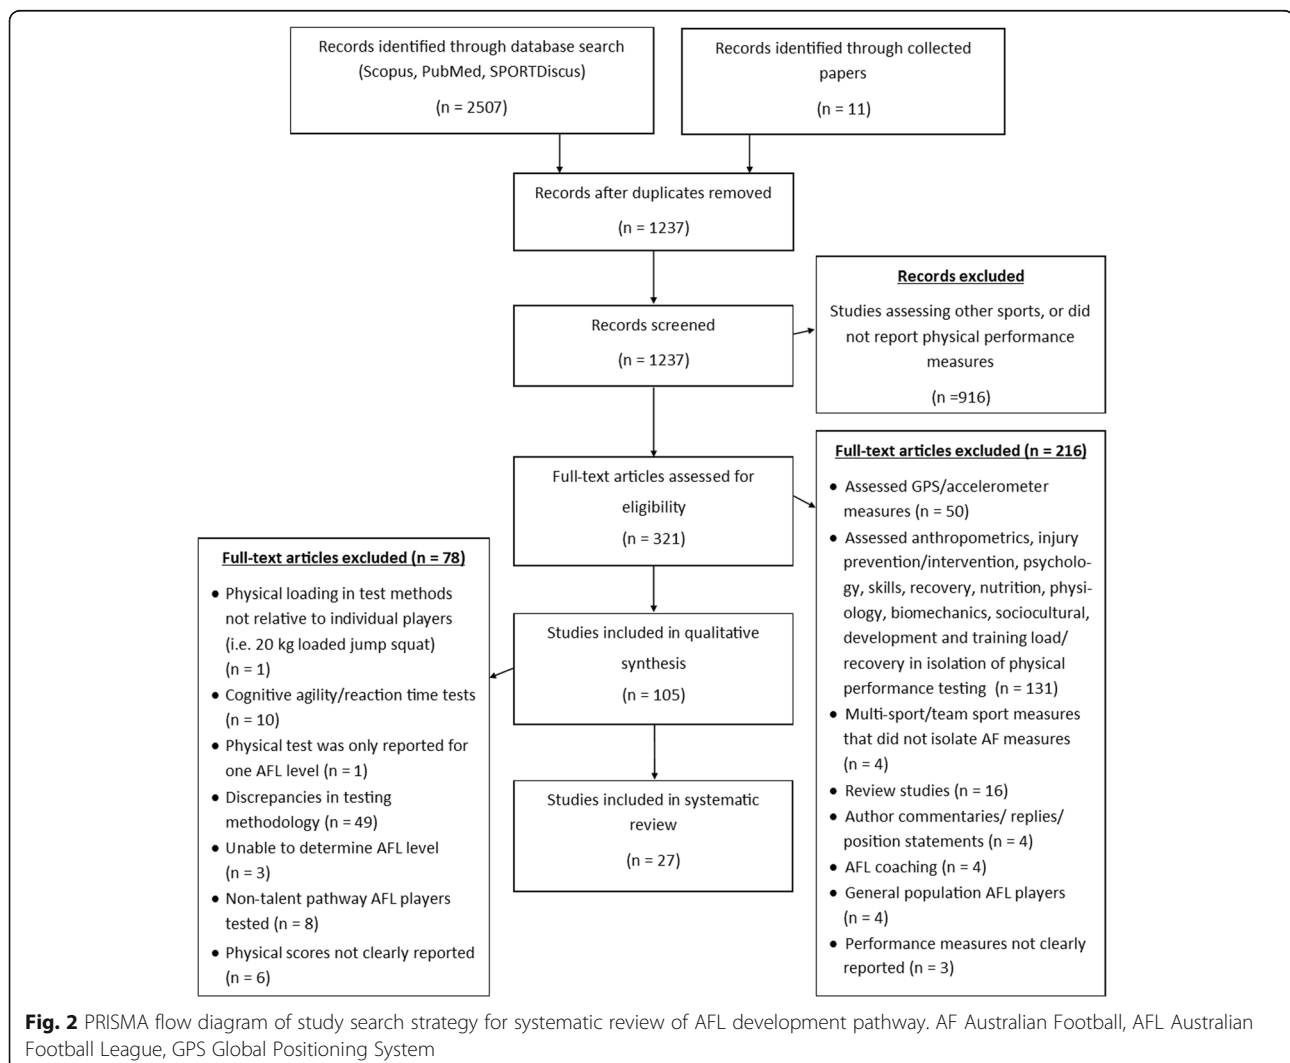 Records identified through database search
(Scopus, PubMed, SPORTDiscus)
(n = 2507)
Records identified through collected
papers
(n = 11)
Records after duplicates removed
(n = 1237)
Records screened
(n = 1237)
Records excluded
Studies assessing other sports, or did
not report physical performance
measures
(n =916)
Full-text articles assessed for
eligibility
(n = 321)
Full-text articles excluded (n = 216)
• Assessed GPS/accelerometer
measures (n = 50)
• Assessed anthropometrics, injury
prevention/intervention, psycholo-
gy, skills, recovery, nutrition, physi-
ology, biomechanics, sociocultural,
development and training load/
recovery in isolation of physical
performance testing (n = 131)
• Multi-sport/team sport measures
that did not isolate AF measures
(n = 4)
• Review studies (n = 16)
• Author commentaries/ replies/
position statements (n = 4)
• AFL coaching (n = 4)
• General population AFL players
(n = 4)
• Performance measures not clearly
reported (n = 3)
Full-text articles excluded (n = 78)
• Physical loading in test methods
not relative to individual players
(i.e. 20 kg loaded jump squat)
(n = 1)
• Cognitive agility/reaction time tests
(n = 10)
• Physical test was only reported for
one AFL level (n = 1)
• Discrepancies in testing
methodology (n = 49)
• Unable to determine AFL level
(n = 3)
• Non-talent pathway AFL players
tested (n = 8)
• Physical scores not clearly reported
(n = 6)
Studies included in qualitative
synthesis
(n = 105)
Studies included in systematic
review
(n = 27)
Fig. 2 PRISMA flow diagram of study search strategy for systematic review of AFL development pathway. AF Australian Football, AFL Australian
Football League, GPS Global Positioning System